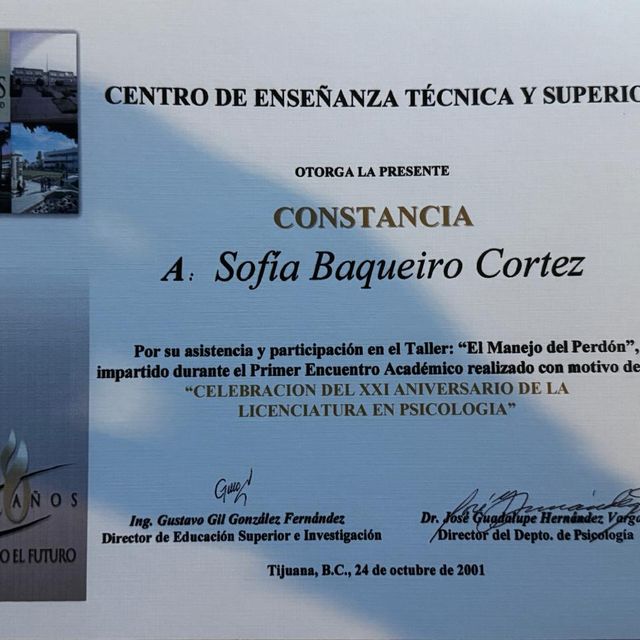 CENTRO DE ENSEÑANZA TÉCNICA Y SUPERIO
OTORGA LA PRESENTE
CONSTANCIA
A: Sofía Baqueiro Cortez
Por su asistencia y participación en el Taller: “El Manejo del Perdón”,
impartido durante el Primer Encuentro Académico realizado con motivo de
“CELEBRACION DEL XXI ANIVERSARIO DE LA
LICENCIATURA EN PSICOLOGIA”
AÑOS
O EL FUTURO
Ing. Gustavo Gil González Fernández
Director de Educación Superior e Investigación
Dr. José Guadalupe Hernández Varg
Director del Depto. de Psicología
Tijuana, B.C., 24 de octubre de 2001